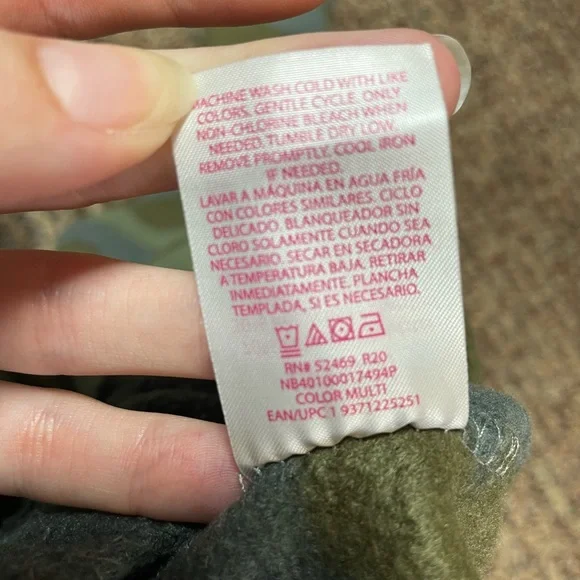 MACHINE WASH COLD WITH LIKE
COLORS. GENTLE CYCLE. ONLY
NON-CHLORINE BLEACH WHEN
NEEDED. TUMBLE DRY LOW.
REMOVE PROMPTLY. COOL IRON
IF NEEDED.
LAVAR A MÁQUINA EN AGUA FRÍA
CON COLORES SIMILARES. CICLO
DELICADO. BLANQUEADOR SIN
CLORO SOLAMENTE CUANDO SEA
NECESARIO. SECAR EN SECADORA
A TEMPERATURA BAJA. RETIRAR
INMEDIATAMENTE. PLANCHA
TEMPLADA, SI ES NECESARIO.
RN# 52469 R20
NB40100017494P
COLOR MULTI
EAN/UPC 1 9371225251